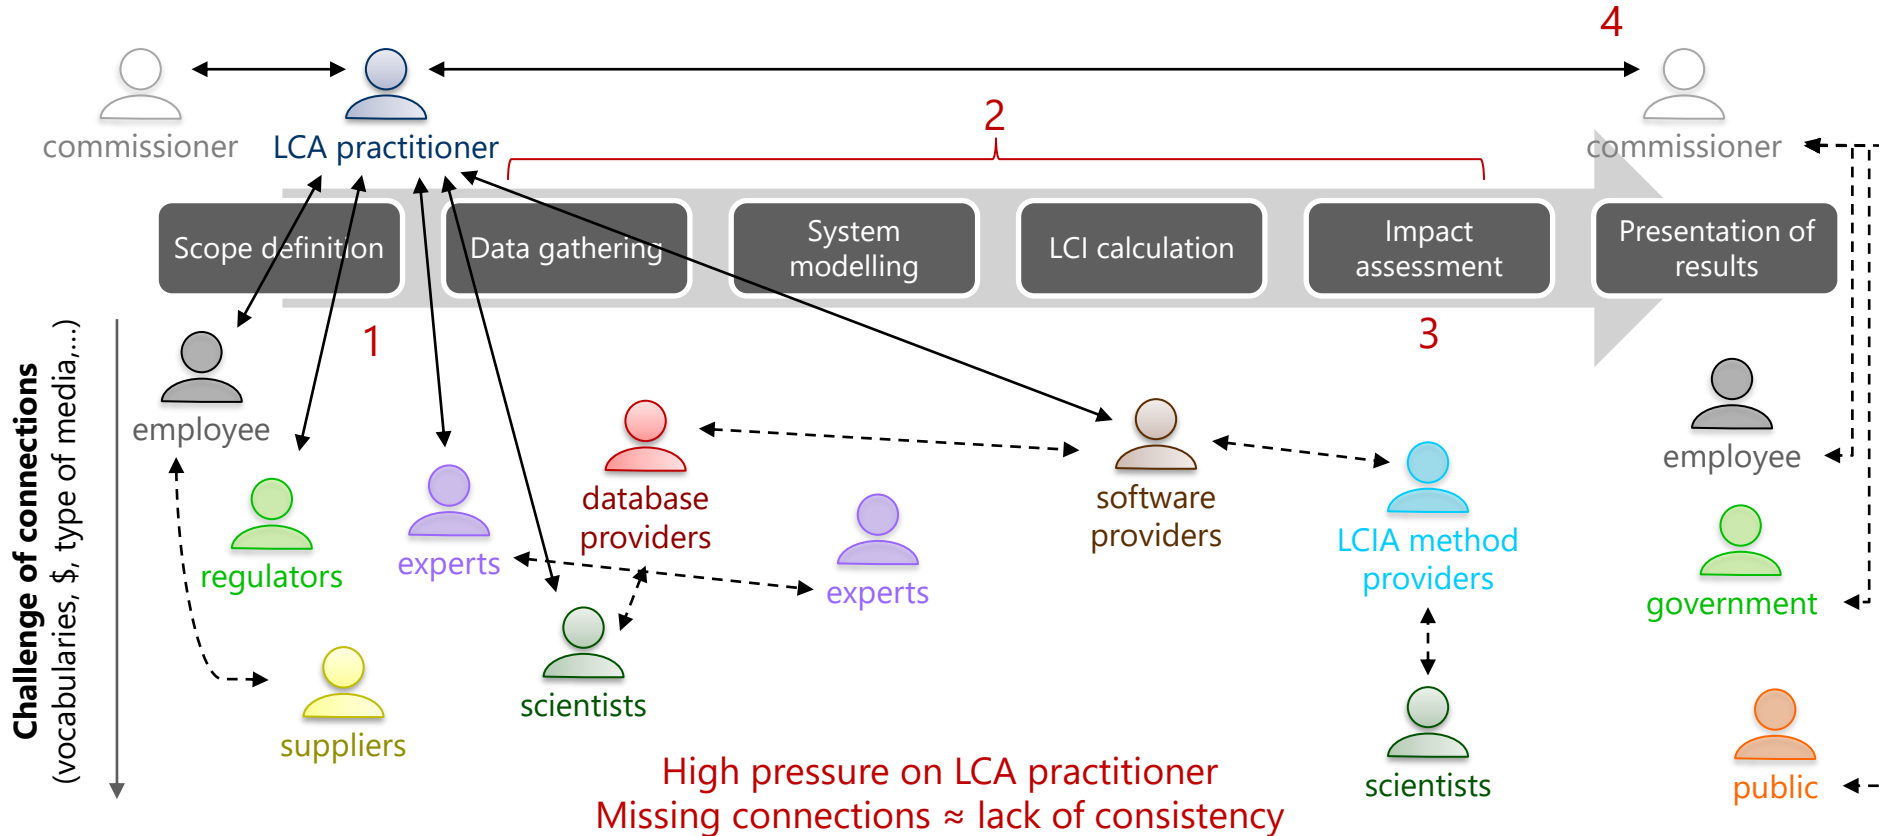 4
commissioner
LCA practitioner
2
commissioner
Scope definition
Data gathering
System
modelling
LCI calculation
Impact
assessment
Presentation of
results
1
3
Challenge of connections
(vocabularies, $, type of media,...)
employee
regulators
experts
database
providers
experts
software
providers
LCIA method
providers
employee
government
suppliers
scientists
scientists
public
High pressure on LCA practitioner
Missing connections ≈ lack of consistency